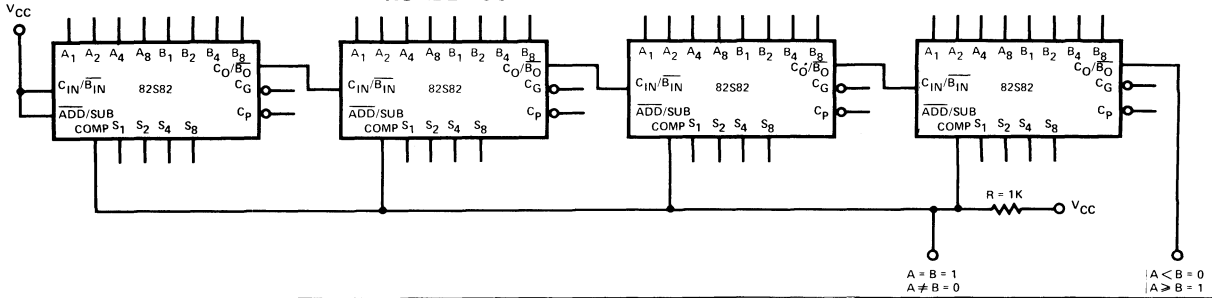 VCC
A1 A2 A4 A8 B1 B2 B4 B8
CO/BO
CIN/BIN 82S82 CG
ADD/SUB CP
COMP S1 S2 S4 S8
A1 A2 A4 A8 B1 B2 B4 B8
CO/BO
CIN/BIN 82S82 CG
ADD/SUB CP
COMP S1 S2 S4 S8
A1 A2 A4 A8 B1 B2 B4 B8
CO/BO
CIN/BIN 82S82 CG
ADD/SUB CP
COMP S1 S2 S4 S8
A1 A2 A4 A8 B1 B2 B4 B8
CO/BO
CIN/BIN 82S82 CG
ADD/SUB CP
COMP S1 S2 S4 S8
R = 1K
VCC
A = B = 1
A ≠ B = 0
A < B = 0
A ⩾ B = 1